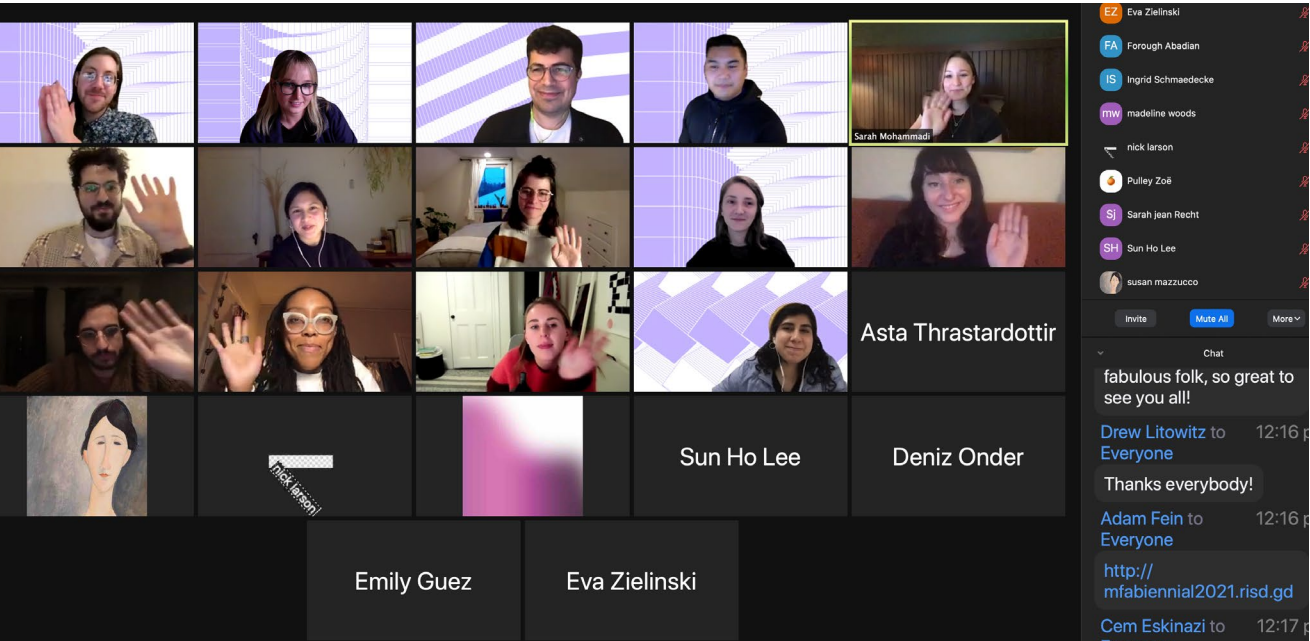 Sarah Mohammadi
Asta Thrastardottir
nick larson
Sun Ho Lee
Deniz Onder
Emily Guez
Eva Zielinski
EZ Eva Zielinski
FA Forough Abadian
IS Ingrid Schmaedecke
mw madeline woods
nick larson
Pulley Zoë
Sj Sarah jean Recht
SH Sun Ho Lee
susan mazzucco
Invite Mute All More
Chat
fabulous folk, so great to
see you all!
Drew Litowitz to 12:16 p
Everyone
Thanks everybody!
Adam Fein to 12:16 p
Everyone
http://
mfabiennial2021.risd.gd
Cem Eskinazi to 12:17 p